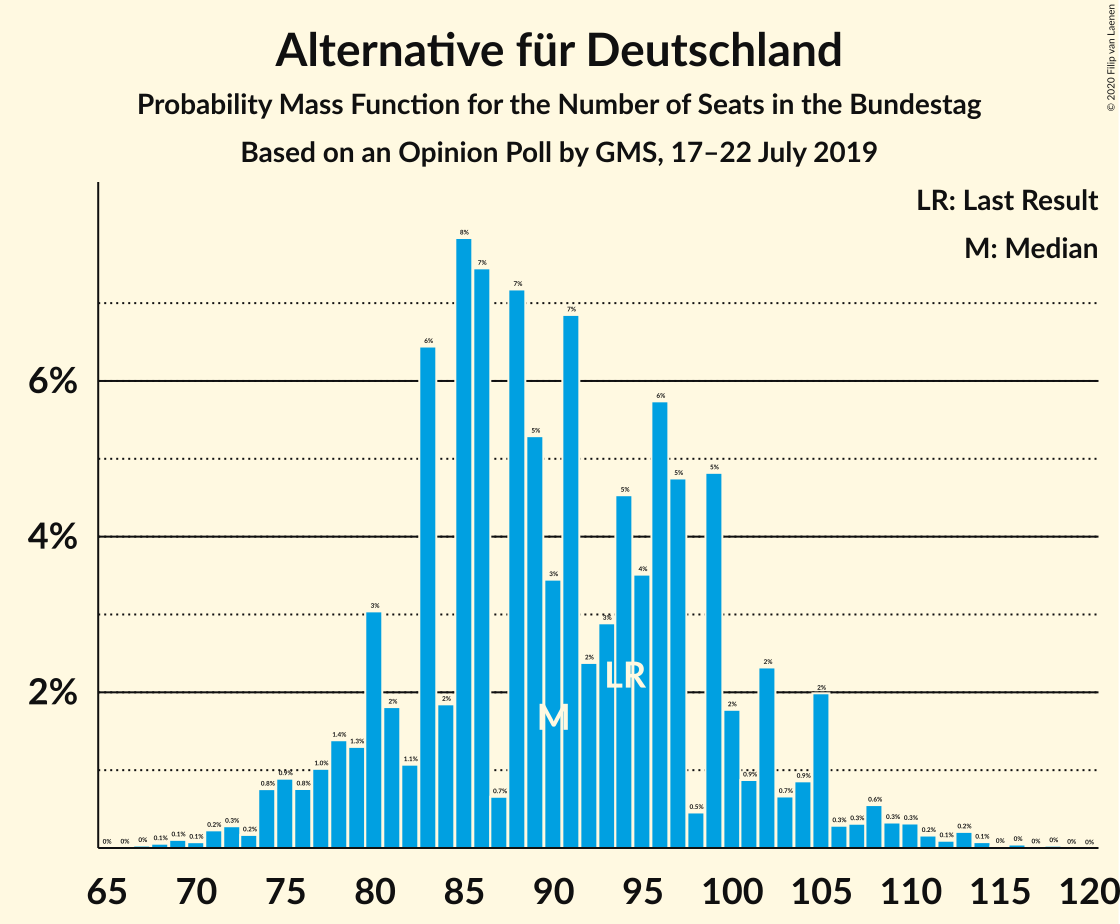 Alternative für Deutschland
Probability Mass Function for the Number of Seats in the Bundestag
Based on an Opinion Poll by GMS, 17–22 July 2019
© 2020 Filip van Laenen
LR: Last Result
M: Median
6%
4%
2%
0% 0% 0% 0.1% 0.1% 0.1% 0.2% 0.3% 0.2% 0.8% 0.9% 0.8% 1.0% 1.4% 1.3% 3% 2% 1.1% 6% 2% 8% 7% 0.7% 7% 5% 3% 7% 2% 3% 5% 4% 6% 5% 0.5% 5% 2% 0.9% 2% 0.7% 0.9% 2% 0.3% 0.3% 0.6% 0.3% 0.3% 0.2% 0.1% 0.2% 0.1% 0% 0% 0% 0% 0% 0%
LR
M
65 70 75 80 85 90 95 100 105 110 115 120